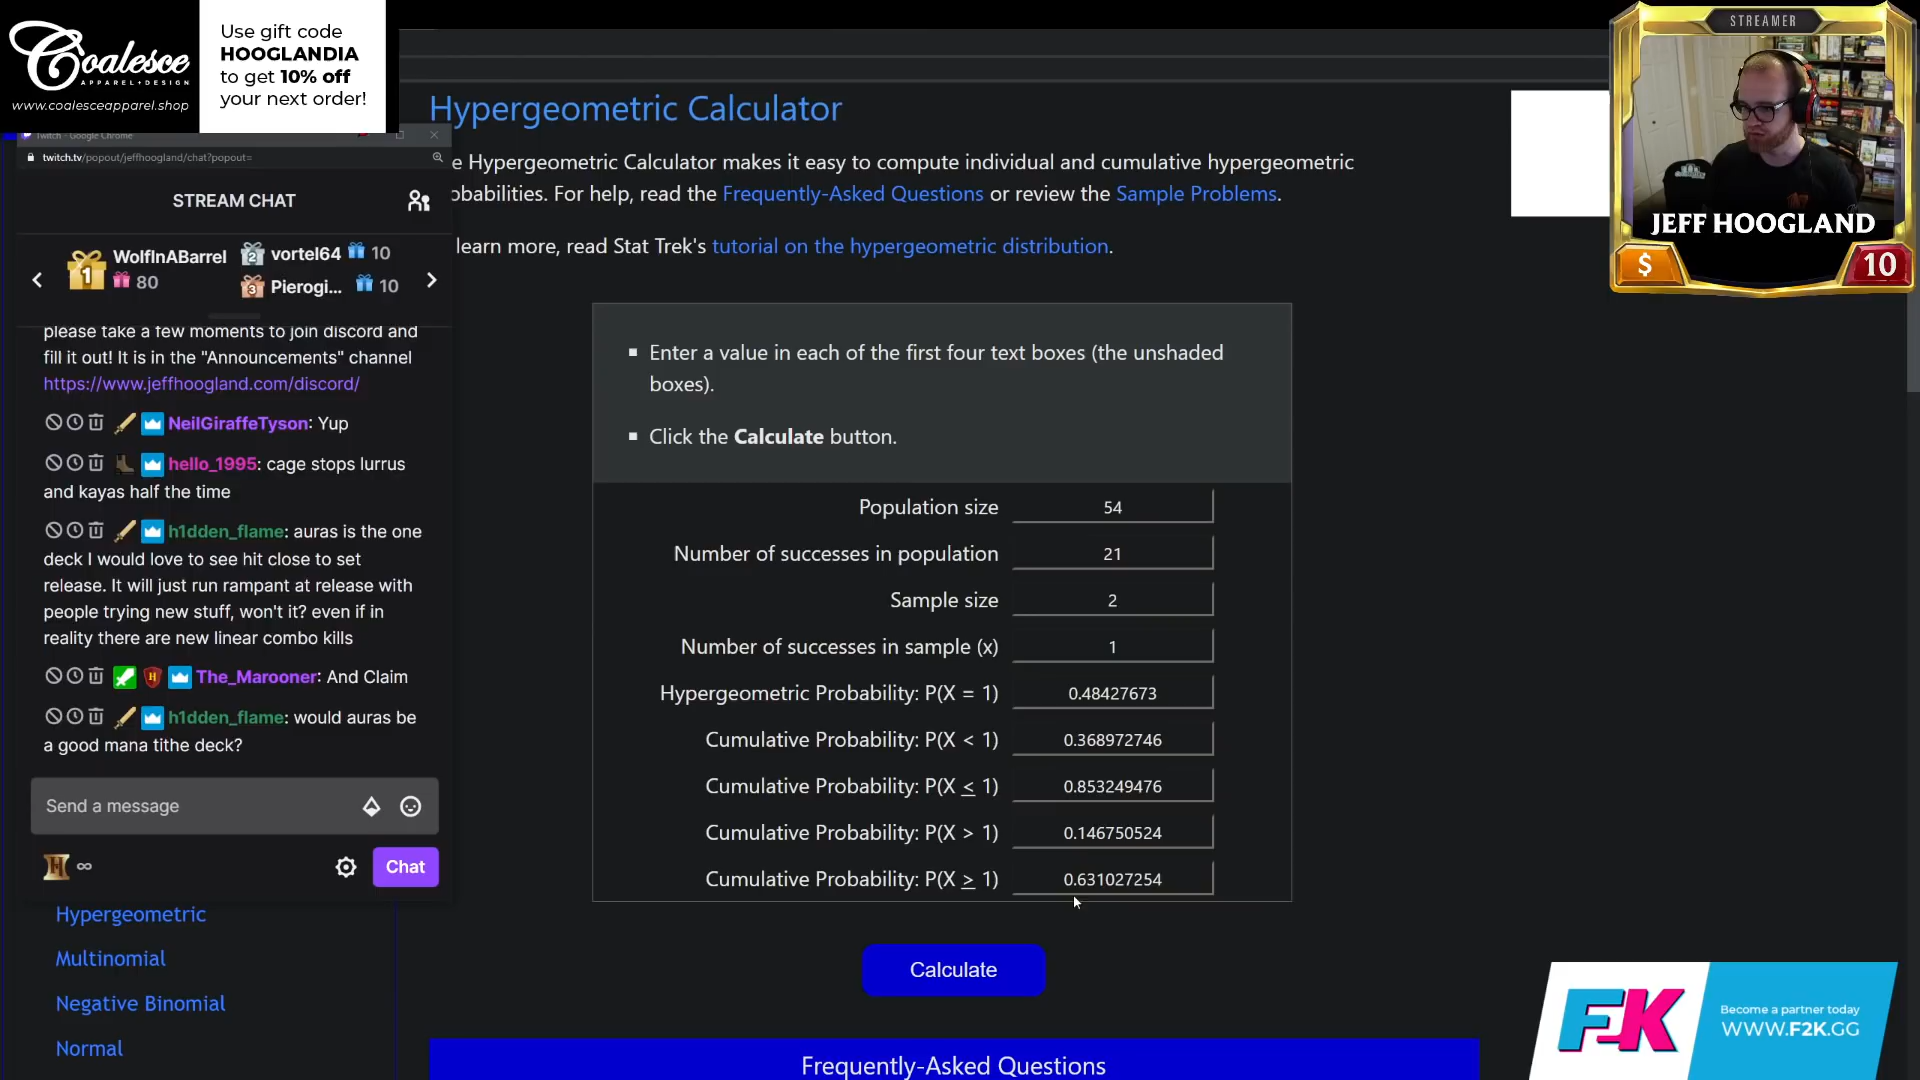 Coalesce
APPAREL+DESIGN
www.coalesceapparel.shop
Use gift code
HOOGLANDIA
to get 10% off
your next order!
Twitch - Google Chrome
twitch.tv/popout/jeffhoogland/chat?popout=
STREAM CHAT
1
WolfInABarrel
80
2
vortel64
10
3
Pierogi...
10
please take a few moments to join discord and
fill it out! It is in the "Announcements" channel
https://www.jeffhoogland.com/discord/
NeilGiraffeTyson: Yup
hello_1995: cage stops lurrus
and kayas half the time
h1dden_flame: auras is the one
deck I would love to see hit close to set
release. It will just run rampant at release with
people trying new stuff, won't it? even if in
reality there are new linear combo kills
H
The_Marooner: And Claim
h1dden_flame: would auras be
a good mana tithe deck?
Send a message
H
∞
Chat
Hypergeometric
Multinomial
Negative Binomial
Normal
Hypergeometric Calculator
e Hypergeometric Calculator makes it easy to compute individual and cumulative hypergeometric
obabilities. For help, read the Frequently-Asked Questions or review the Sample Problems.
learn more, read Stat Trek's tutorial on the hypergeometric distribution.
▪ Enter a value in each of the first four text boxes (the unshaded
boxes).
▪ Click the Calculate button.
Population size 54
Number of successes in population 21
Sample size 2
Number of successes in sample (x) 1
Hypergeometric Probability: P(X = 1) 0.48427673
Cumulative Probability: P(X < 1) 0.368972746
Cumulative Probability: P(X ≤ 1) 0.853249476
Cumulative Probability: P(X > 1) 0.146750524
Cumulative Probability: P(X ≥ 1) 0.631027254
Calculate
Frequently-Asked Questions
STREAMER
JEFF HOOGLAND
$
10
F2K
Become a partner today
WWW.F2K.GG